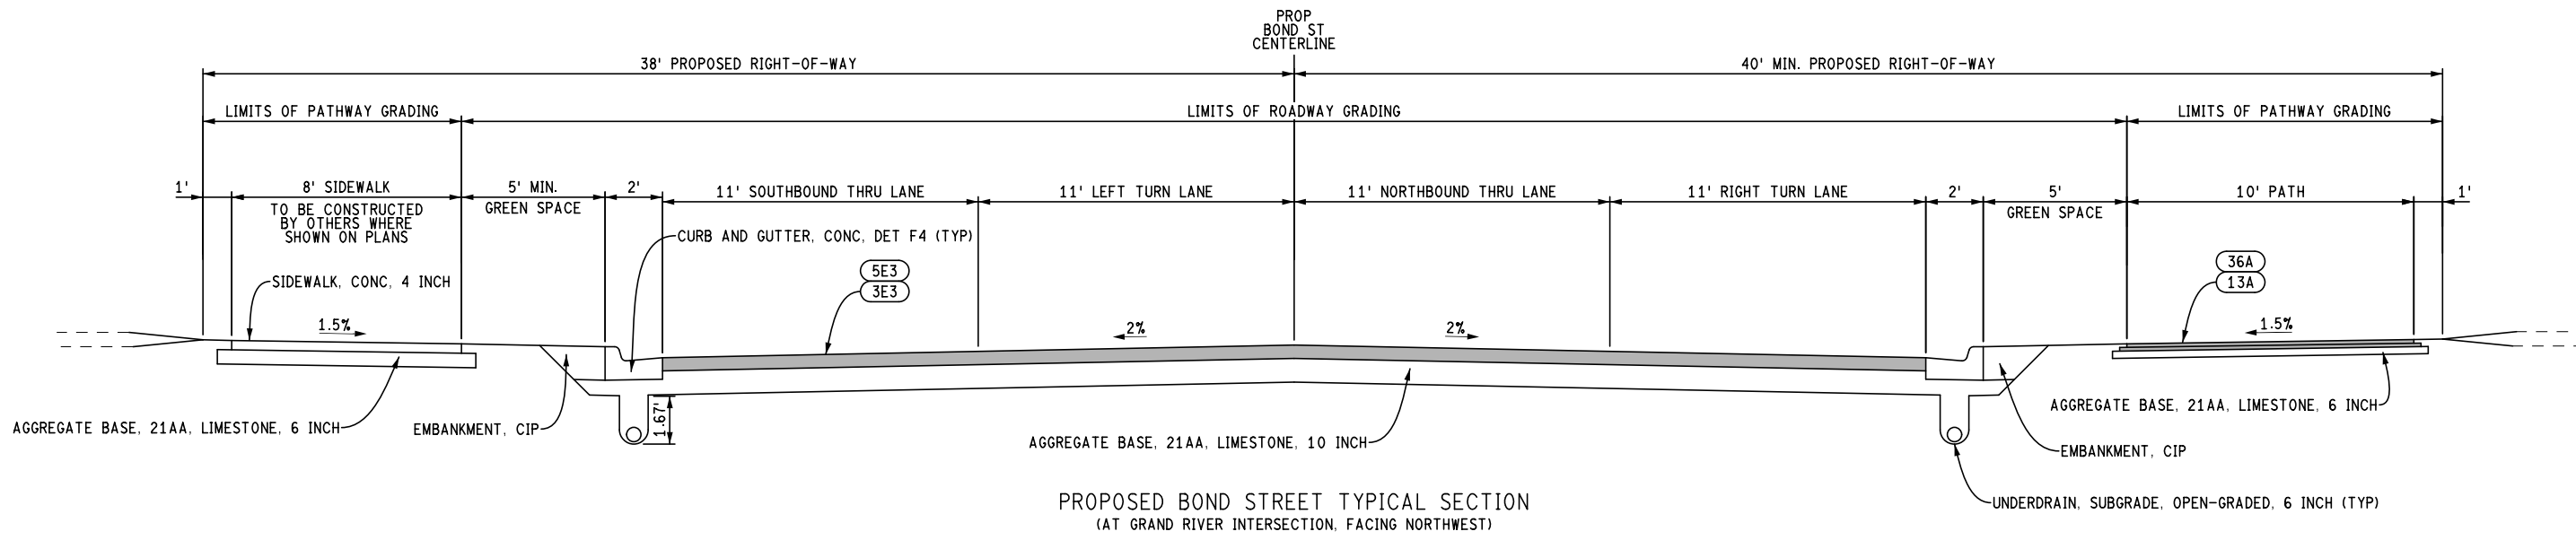 PROP
BOND ST
CENTERLINE
38' PROPOSED RIGHT-OF-WAY
40' MIN. PROPOSED RIGHT-OF-WAY
LIMITS OF PATHWAY GRADING
LIMITS OF ROADWAY GRADING
LIMITS OF PATHWAY GRADING
1'
8' SIDEWALK
TO BE CONSTRUCTED
BY OTHERS WHERE
SHOWN ON PLANS
5' MIN.
GREEN SPACE
2'
11' SOUTHBOUND THRU LANE
11' LEFT TURN LANE
11' NORTHBOUND THRU LANE
11' RIGHT TURN LANE
2'
5'
GREEN SPACE
10' PATH
1'
CURB AND GUTTER, CONC, DET F4 (TYP)
SIDEWALK, CONC, 4 INCH
5E3
3E3
36A
13A
1.5%
2%
2%
1.5%
AGGREGATE BASE, 21AA, LIMESTONE, 6 INCH
EMBANKMENT, CIP
1.67'
AGGREGATE BASE, 21AA, LIMESTONE, 10 INCH
AGGREGATE BASE, 21AA, LIMESTONE, 6 INCH
EMBANKMENT, CIP
UNDERDRAIN, SUBGRADE, OPEN-GRADED, 6 INCH (TYP)
PROPOSED BOND STREET TYPICAL SECTION
(AT GRAND RIVER INTERSECTION, FACING NORTHWEST)